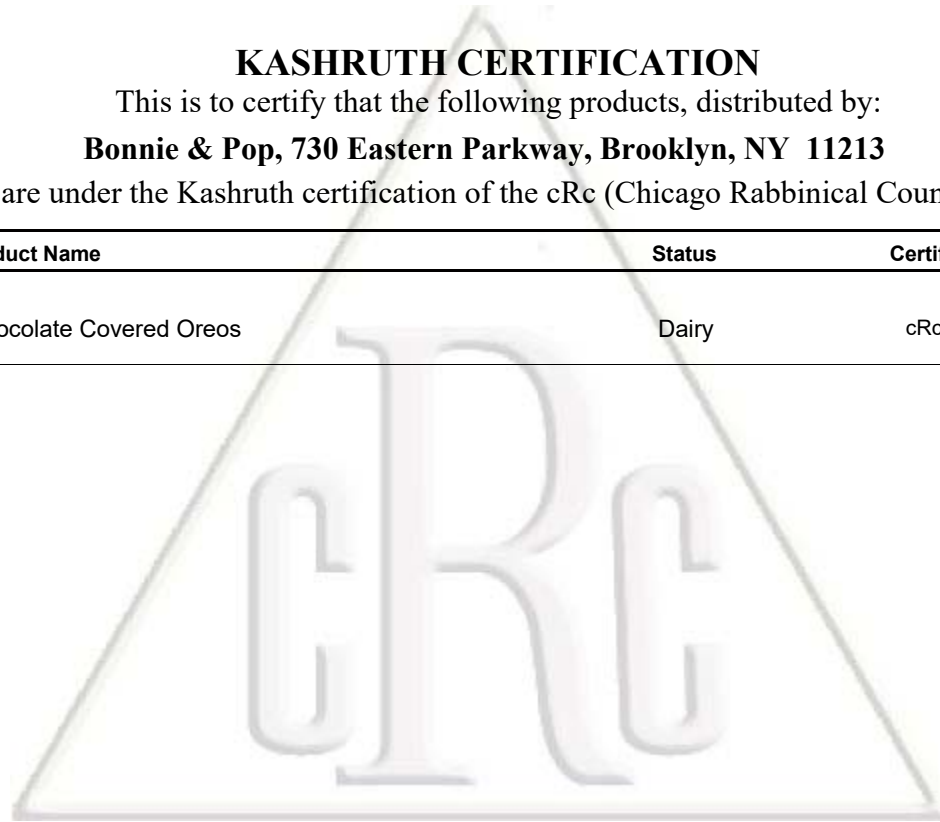 KASHRUTH CERTIFICATION
This is to certify that the following products, distributed by:
Bonnie & Pop, 730 Eastern Parkway, Brooklyn, NY 11213
are under the Kashruth certification of the cRc (Chicago Rabbinical Coun
duct Name Status Certif
ocolate Covered Oreos Dairy cRc
cRc